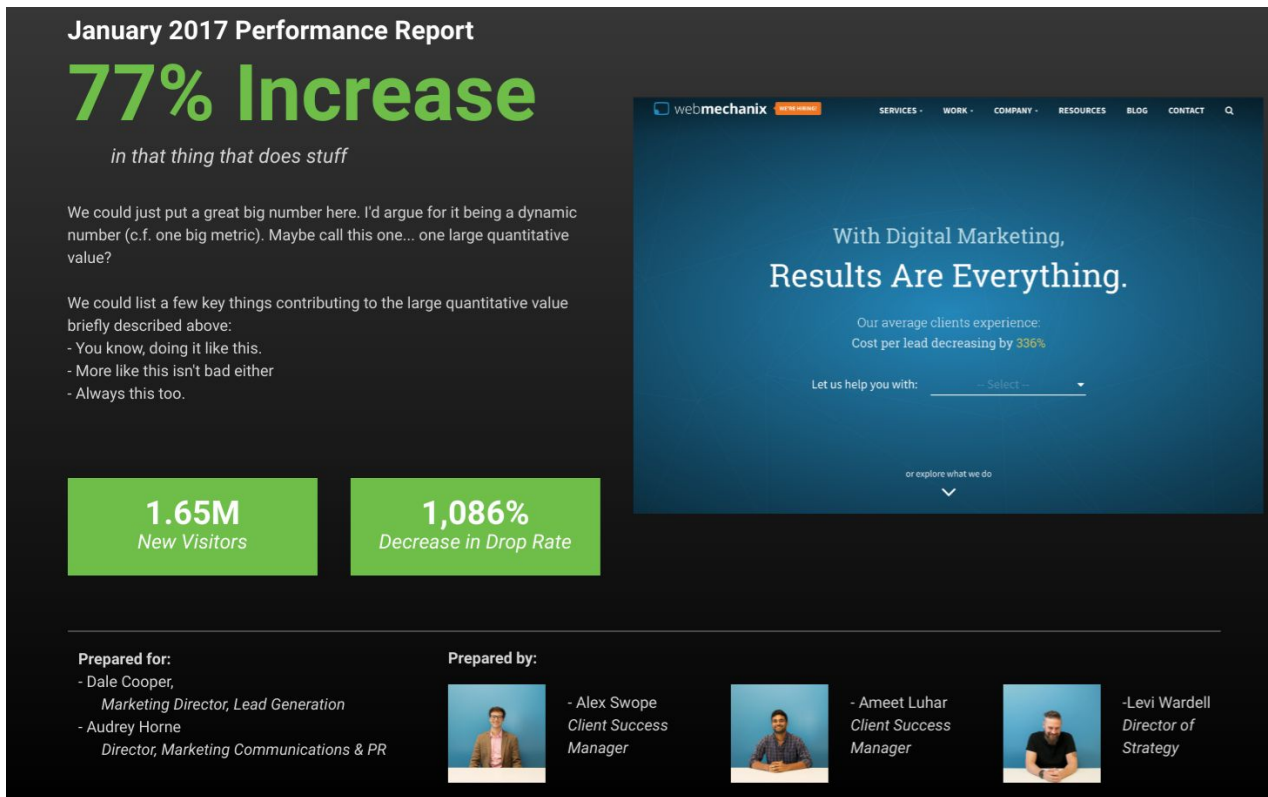 January 2017 Performance Report
77% Increase
in that thing that does stuff
We could just put a great big number here. I'd argue for it being a dynamic
number (c.f. one big metric). Maybe call this one... one large quantitative
value?
We could list a few key things contributing to the large quantitative value
briefly described above:
- You know, doing it like this.
- More like this isn't bad either
- Always this too.
1.65M
New Visitors
1,086%
Decrease in Drop Rate
webmechanix WE'RE HIRING! SERVICES WORK COMPANY RESOURCES BLOG CONTACT
With Digital Marketing,
Results Are Everything.
Our average clients experience:
Cost per lead decreasing by 336%
Let us help you with: -- Select --
or explore what we do
Prepared for:
- Dale Cooper,
Marketing Director, Lead Generation
- Audrey Horne
Director, Marketing Communications & PR
Prepared by:
- Alex Swope
Client Success
Manager
- Ameet Luhar
Client Success
Manager
-Levi Wardell
Director of
Strategy